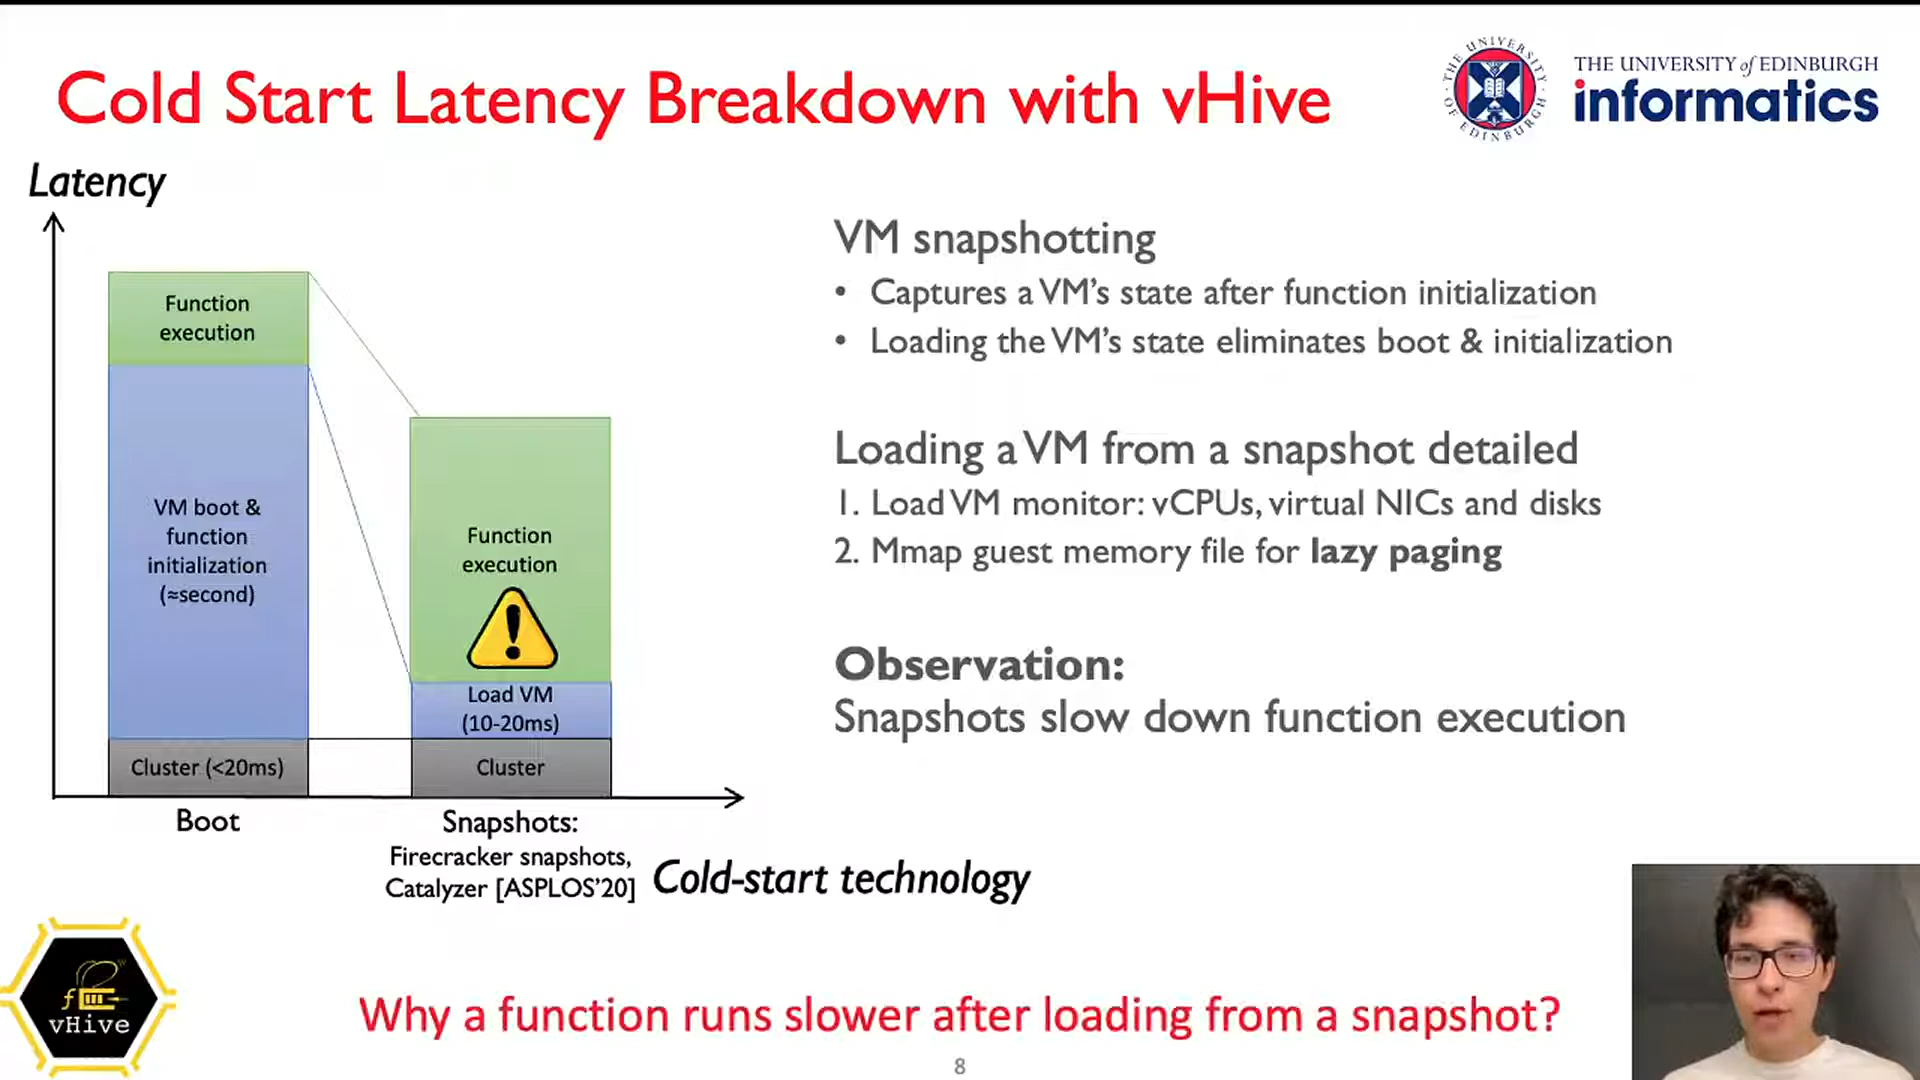 Cold Start Latency Breakdown with vHive
THE UNIVERSITY of EDINBURGH
informatics
THE UNIVERSITY OF EDINBURGH
Latency
Function
execution
VM boot &
function
initialization
(≈second)
Cluster (<20ms)
Boot
Function
execution
Load VM
(10-20ms)
Cluster
Snapshots:
Firecracker snapshots,
Catalyzer [ASPLOS'20]
Cold-start technology
VM snapshotting
• Captures a VM's state after function initialization
• Loading the VM's state eliminates boot & initialization
Loading a VM from a snapshot detailed
1. Load VM monitor: vCPUs, virtual NICs and disks
2. Mmap guest memory file for lazy paging
Observation:
Snapshots slow down function execution
vHive
Why a function runs slower after loading from a snapshot?
8